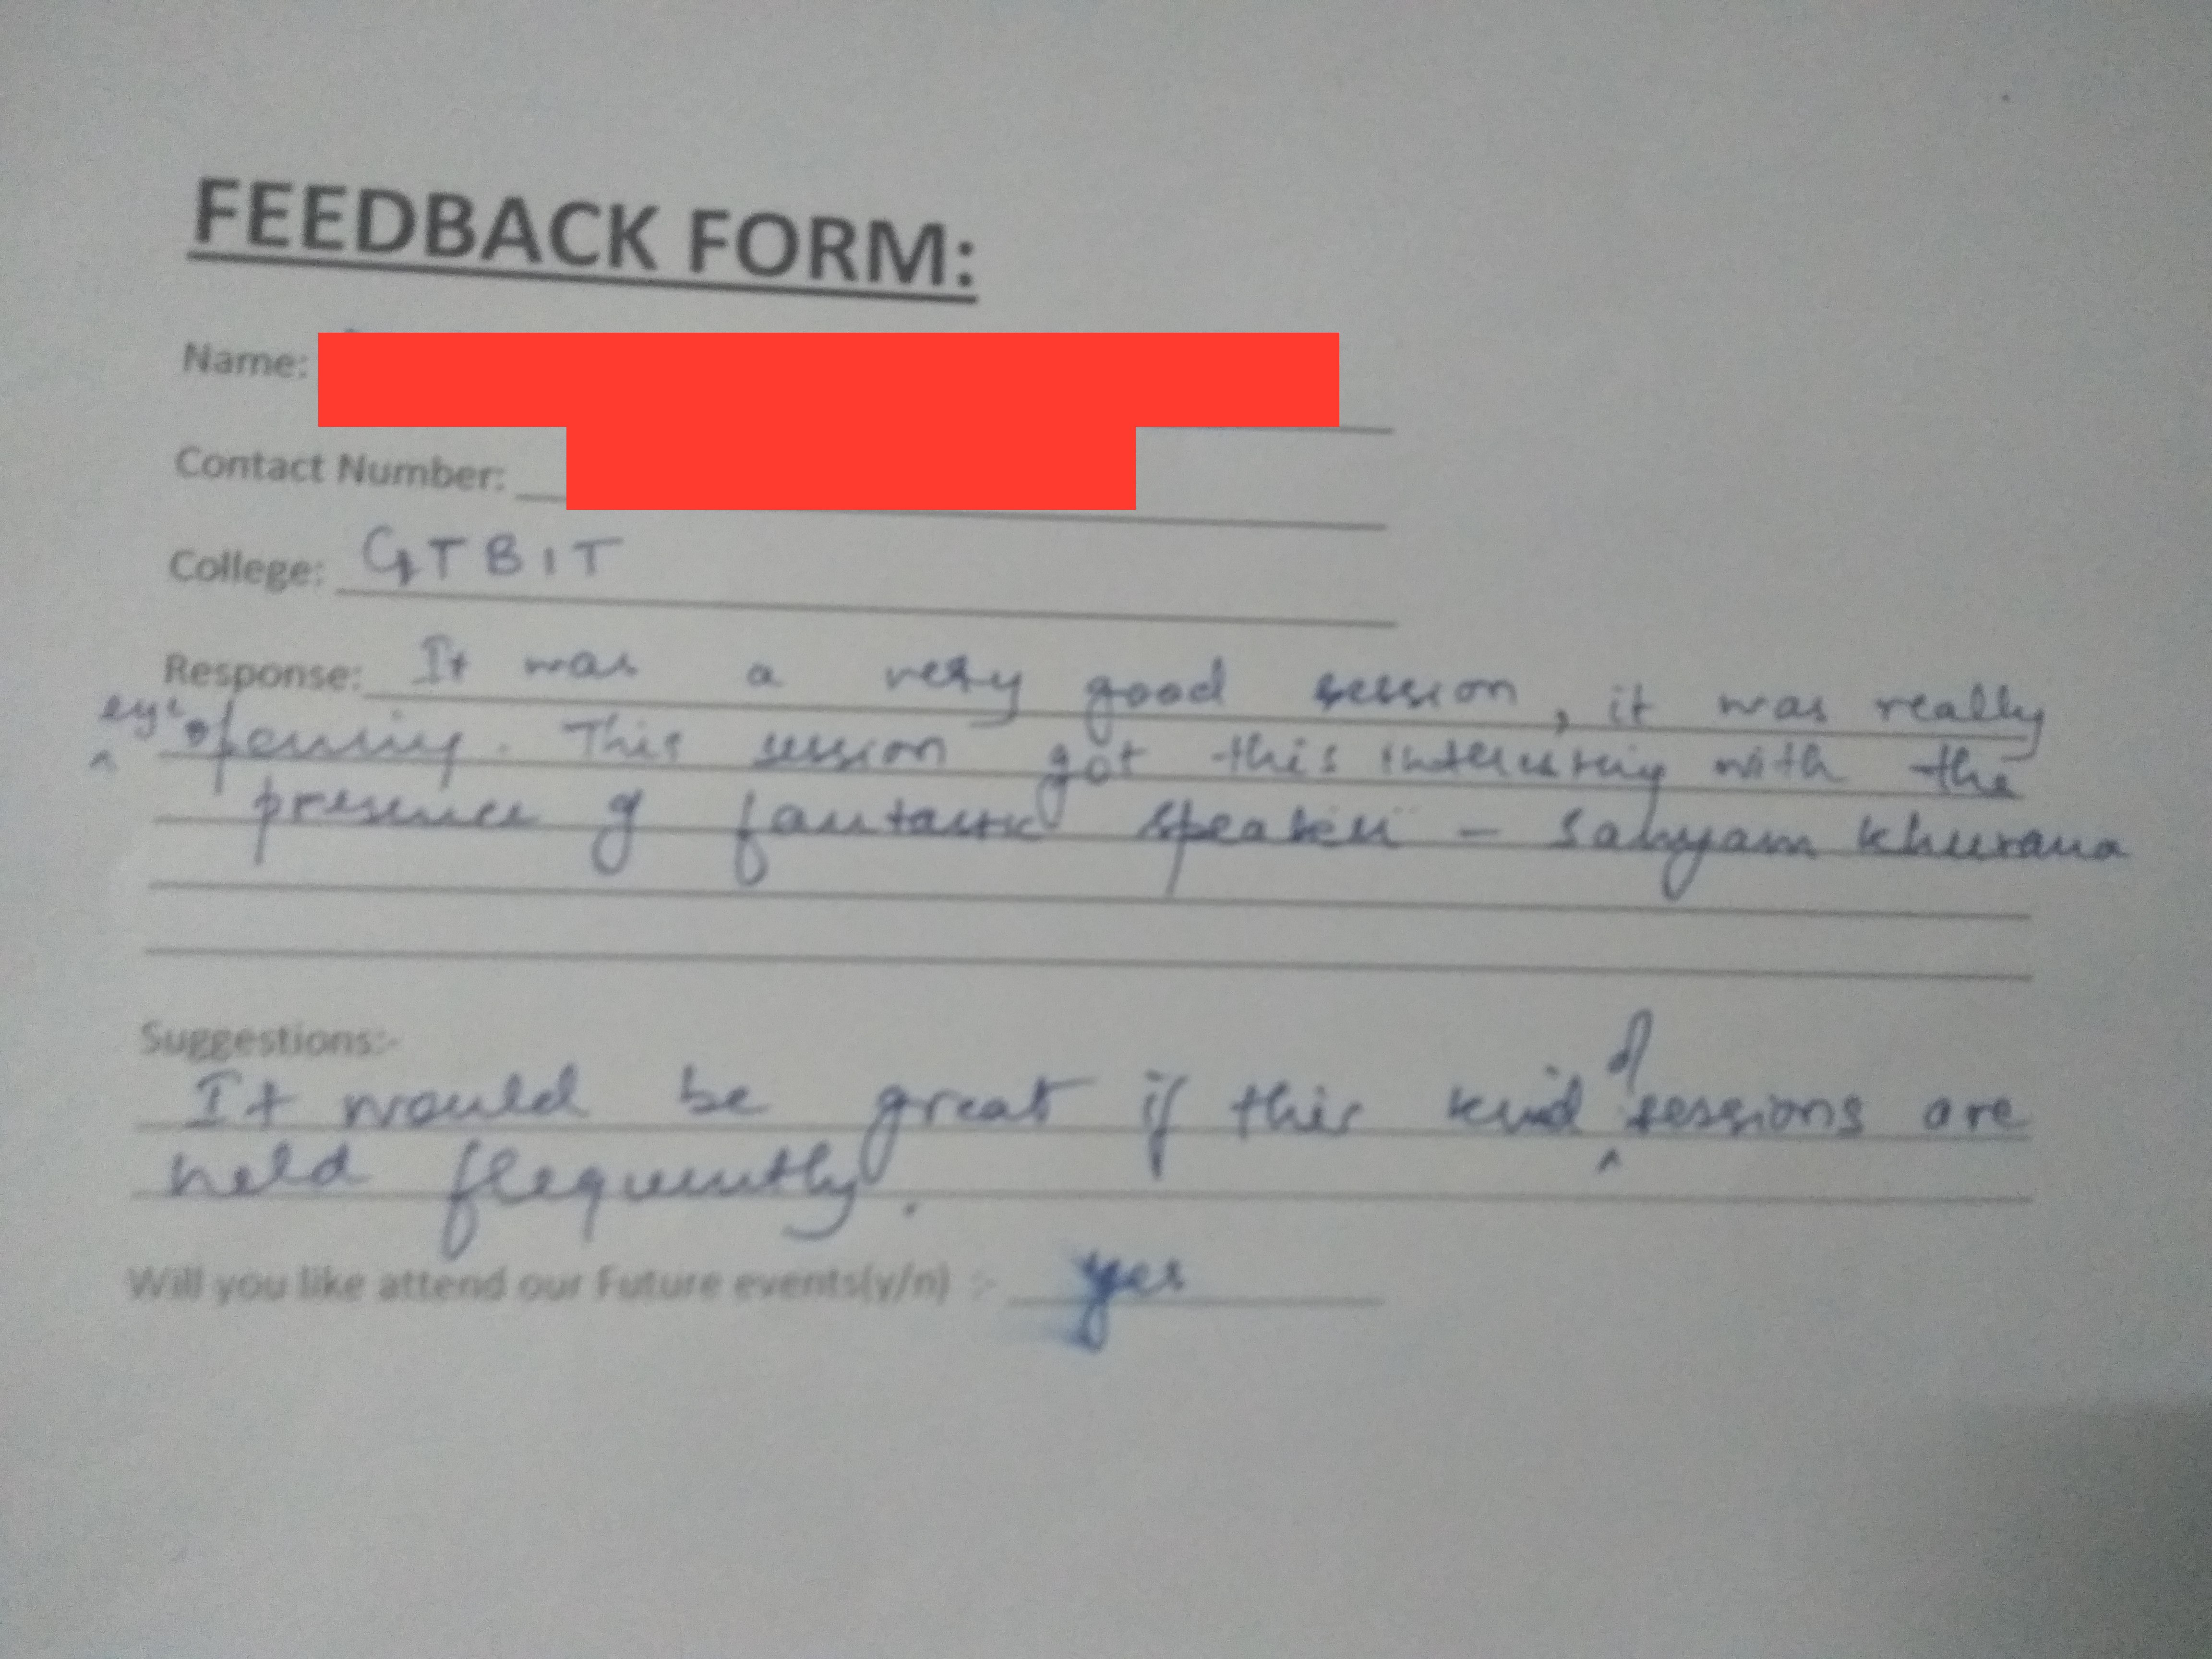 FEEDBACK FORM:
Name:
Contact Number:
College: GTBIT
Response: It was a very good session, it was really
eye opening. This session got this interesting with the
presence of fantastic speaker - Sahyam Khurana
Suggestions:-
It would be great if this kind of sessions are
held frequently.
Will you like attend our Future events(y/n) :- yes